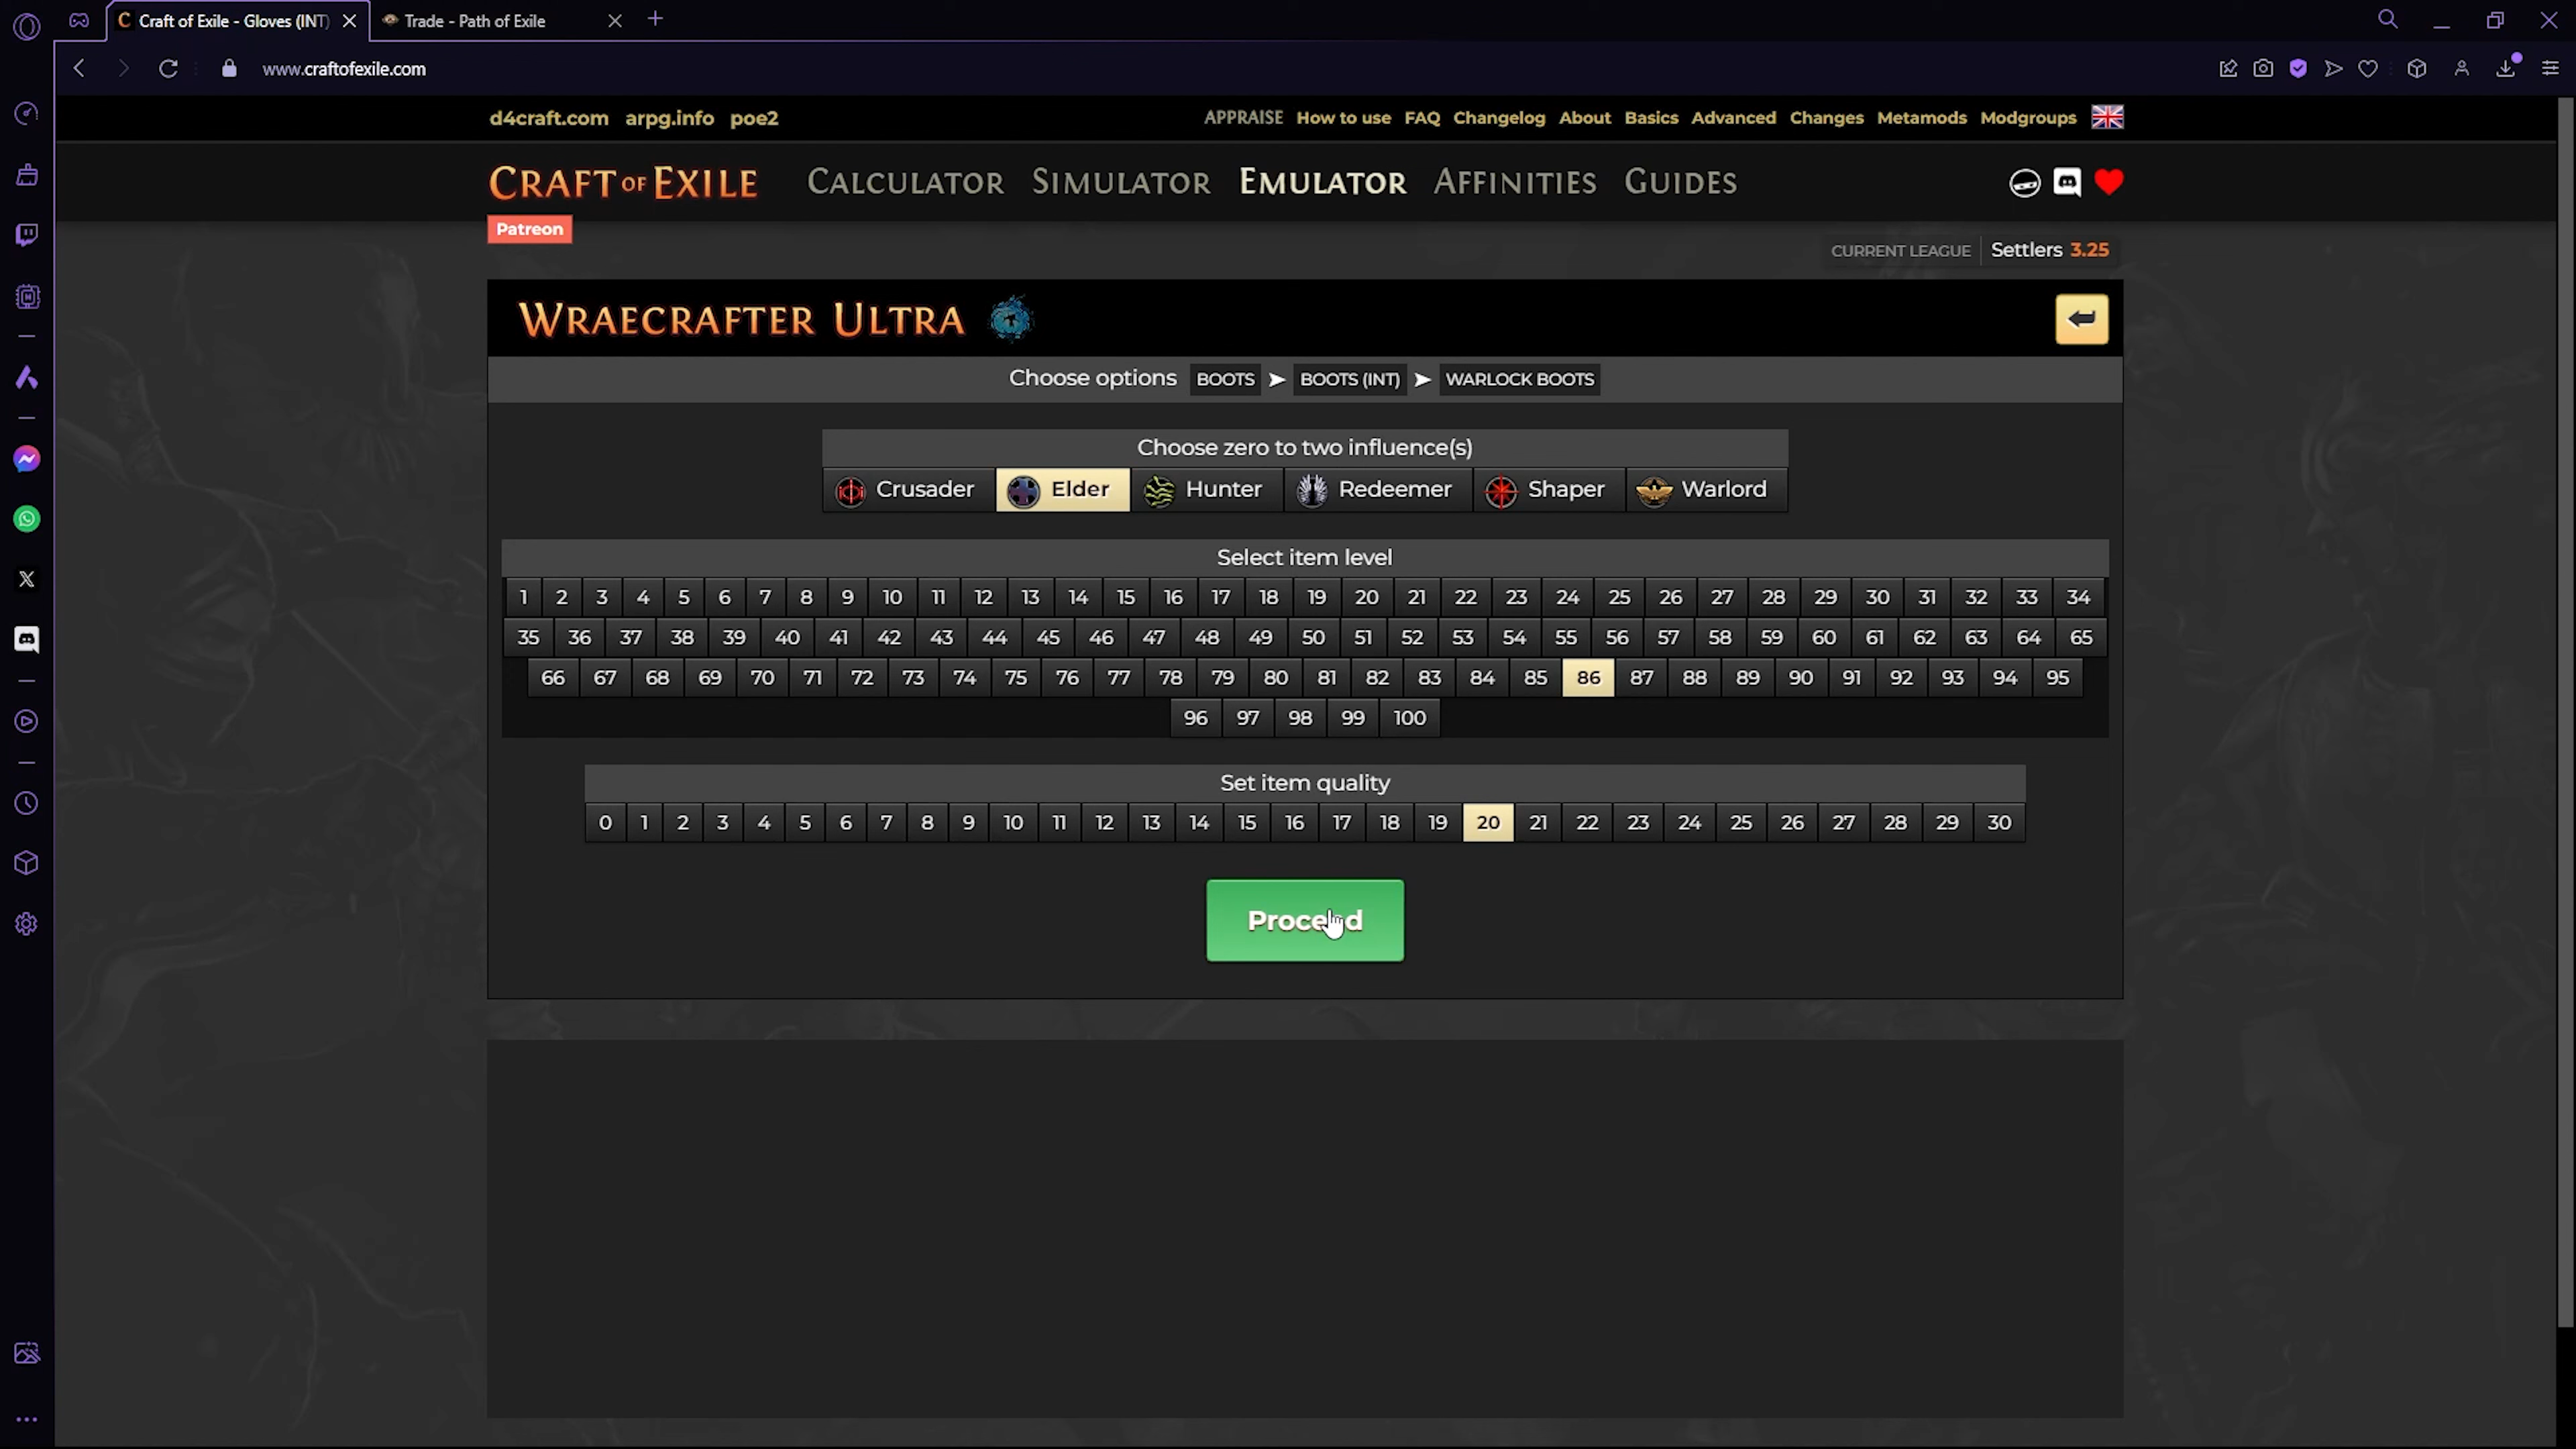 Craft of Exile - Gloves (INT)
Trade - Path of Exile
www.craftofexile.com
d4craft.com arpg.info poe2
APPRAISE How to use FAQ Changelog About Basics Advanced Changes Metamods Modgroups
CRAFT OF EXILE CALCULATOR SIMULATOR EMULATOR AFFINITIES GUIDES
Patreon
CURRENT LEAGUE Settlers 3.25
WRAECRAFTER ULTRA
Choose options BOOTS BOOTS (INT) WARLOCK BOOTS
Choose zero to two influence(s)
Crusader Elder Hunter Redeemer Shaper Warlord
Select item level
1 2 3 4 5 6 7 8 9 10 11 12 13 14 15 16 17 18 19 20 21 22 23 24 25 26 27 28 29 30 31 32 33 34
35 36 37 38 39 40 41 42 43 44 45 46 47 48 49 50 51 52 53 54 55 56 57 58 59 60 61 62 63 64 65
66 67 68 69 70 71 72 73 74 75 76 77 78 79 80 81 82 83 84 85 86 87 88 89 90 91 92 93 94 95
96 97 98 99 100
Set item quality
0 1 2 3 4 5 6 7 8 9 10 11 12 13 14 15 16 17 18 19 20 21 22 23 24 25 26 27 28 29 30
Proceed